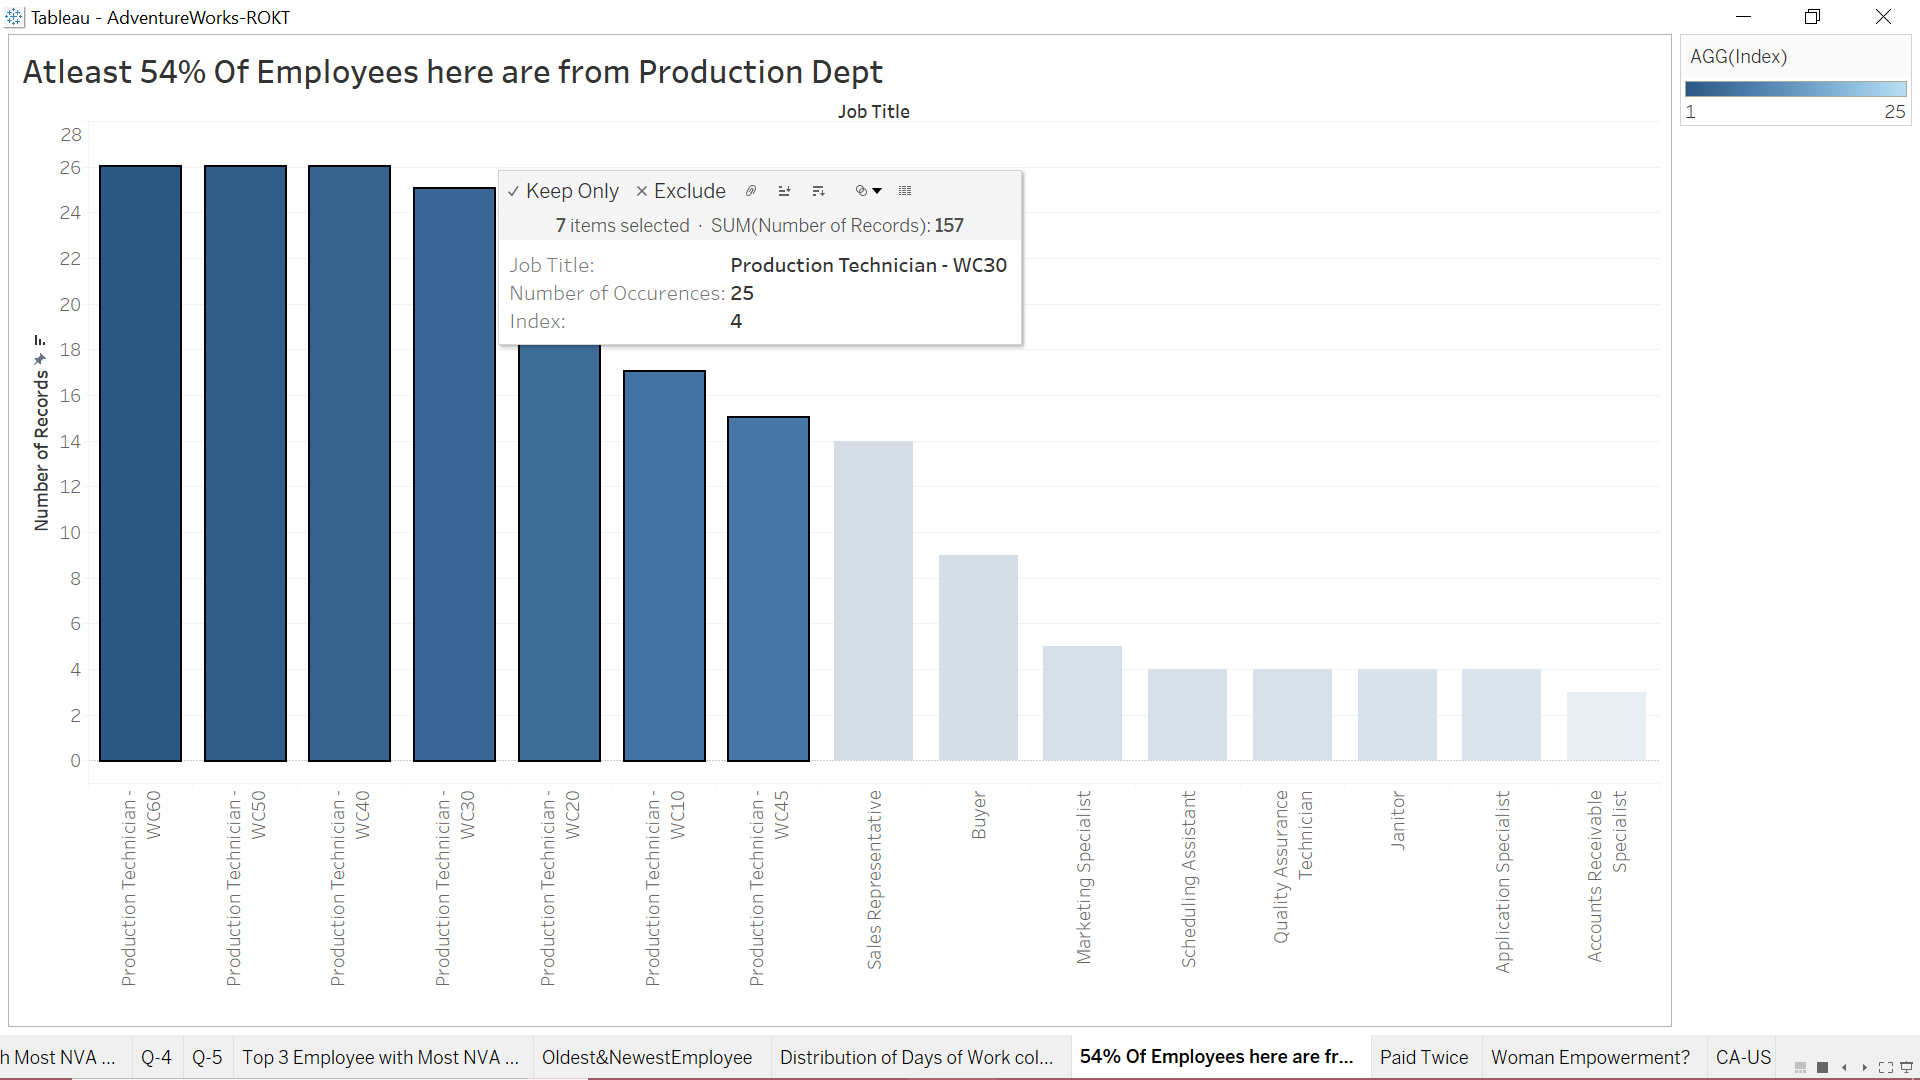 Tableau - AdventureWorks-ROKT
Atleast 54% Of Employees here are from Production Dept
Job Title
AGG(Index)
1 25
28
26
24
22
20
18
16
14
12
10
8
6
4
2
0
Number of Records
Keep Only Exclude
7 items selected · SUM(Number of Records): 157
Job Title: Production Technician - WC30
Number of Occurences: 25
Index: 4
Production Technician -
WC60
Production Technician -
WC50
Production Technician -
WC40
Production Technician -
WC30
Production Technician -
WC20
Production Technician -
WC10
Production Technician -
WC45
Sales Representative
Buyer
Marketing Specialist
Scheduling Assistant
Quality Assurance
Technician
Janitor
Application Specialist
Accounts Receivable
Specialist
h Most NVA ... Q-4 Q-5 Top 3 Employee with Most NVA ... Oldest&NewestEmployee Distribution of Days of Work col... 54% Of Employees here are fr... Paid Twice Woman Empowerment? CA-US